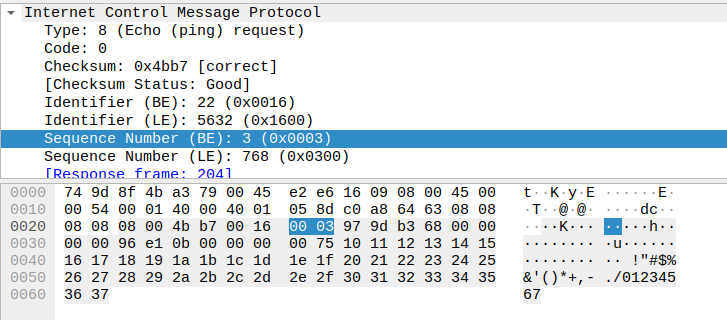 Internet Control Message Protocol
Type: 8 (Echo (ping) request)
Code: 0
Checksum: 0x4bb7 [correct]
[Checksum Status: Good]
Identifier (BE): 22 (0x0016)
Identifier (LE): 5632 (0x1600)
Sequence Number (BE): 3 (0x0003)
Sequence Number (LE): 768 (0x0300)
[Response frame: 204]
0000 74 9d 8f 4b a3 79 00 45 e2 e6 16 09 08 00 45 00 t··K·y·E ······E·
0010 00 54 00 01 40 00 40 01 05 8d c0 a8 64 63 08 08 ·T··@·@· ····dc··
0020 08 08 08 00 4b b7 00 16 00 03 97 9d b3 68 00 00 ····K··· ·····h··
0030 00 00 96 e1 0b 00 00 00 00 75 10 11 12 13 14 15 ········ ·u······
0040 16 17 18 19 1a 1b 1c 1d 1e 1f 20 21 22 23 24 25 ········ ·· !"#$%
0050 26 27 28 29 2a 2b 2c 2d 2e 2f 30 31 32 33 34 35 &'()*+,- ./012345
0060 36 37 67